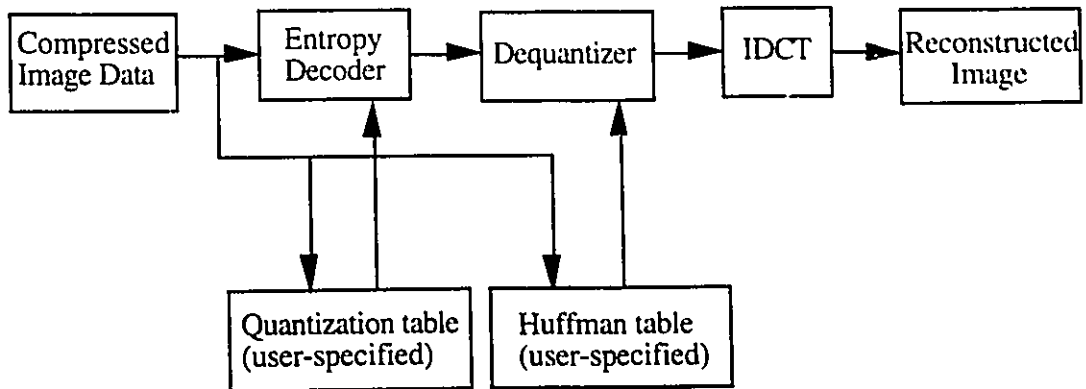 Compressed
Image Data
Entropy
Decoder
Dequantizer
IDCT
Reconstructed
Image
Quantization table
(user-specified)
Huffman table
(user-specified)